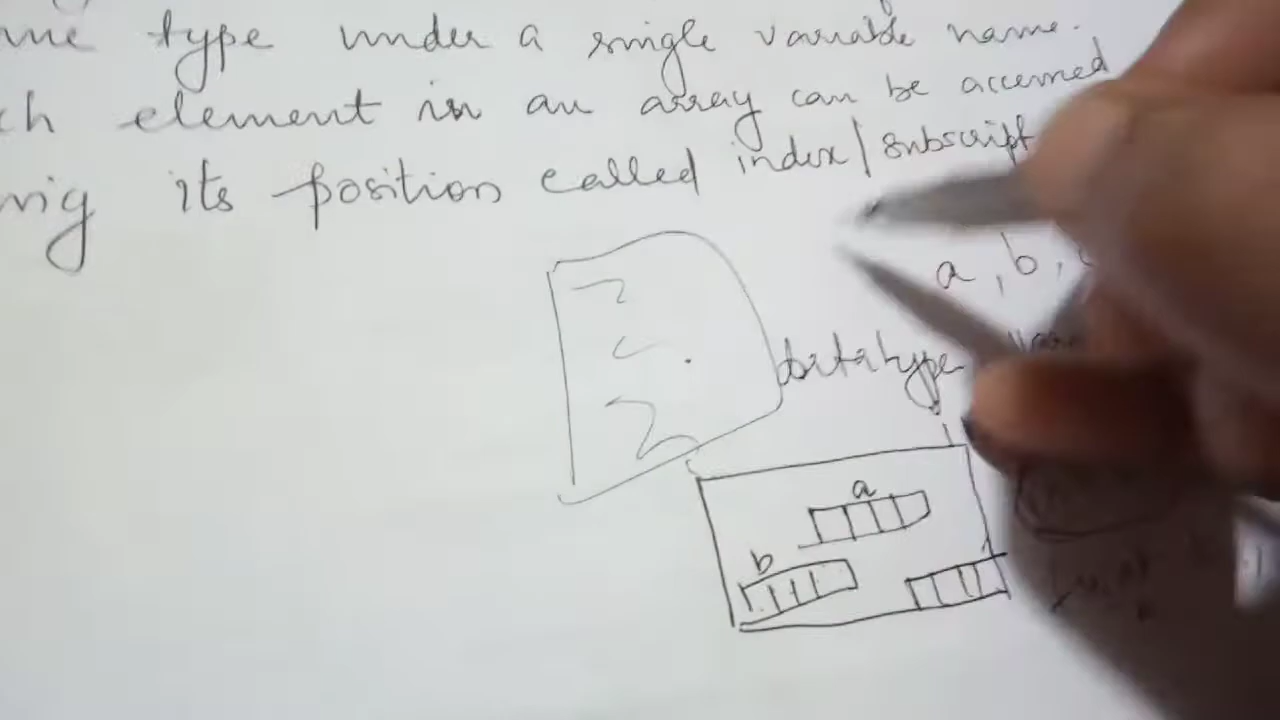 type under a single variable name.
element in an array can be accessed
its position called index/subscript
a, b,
datatype
a
b